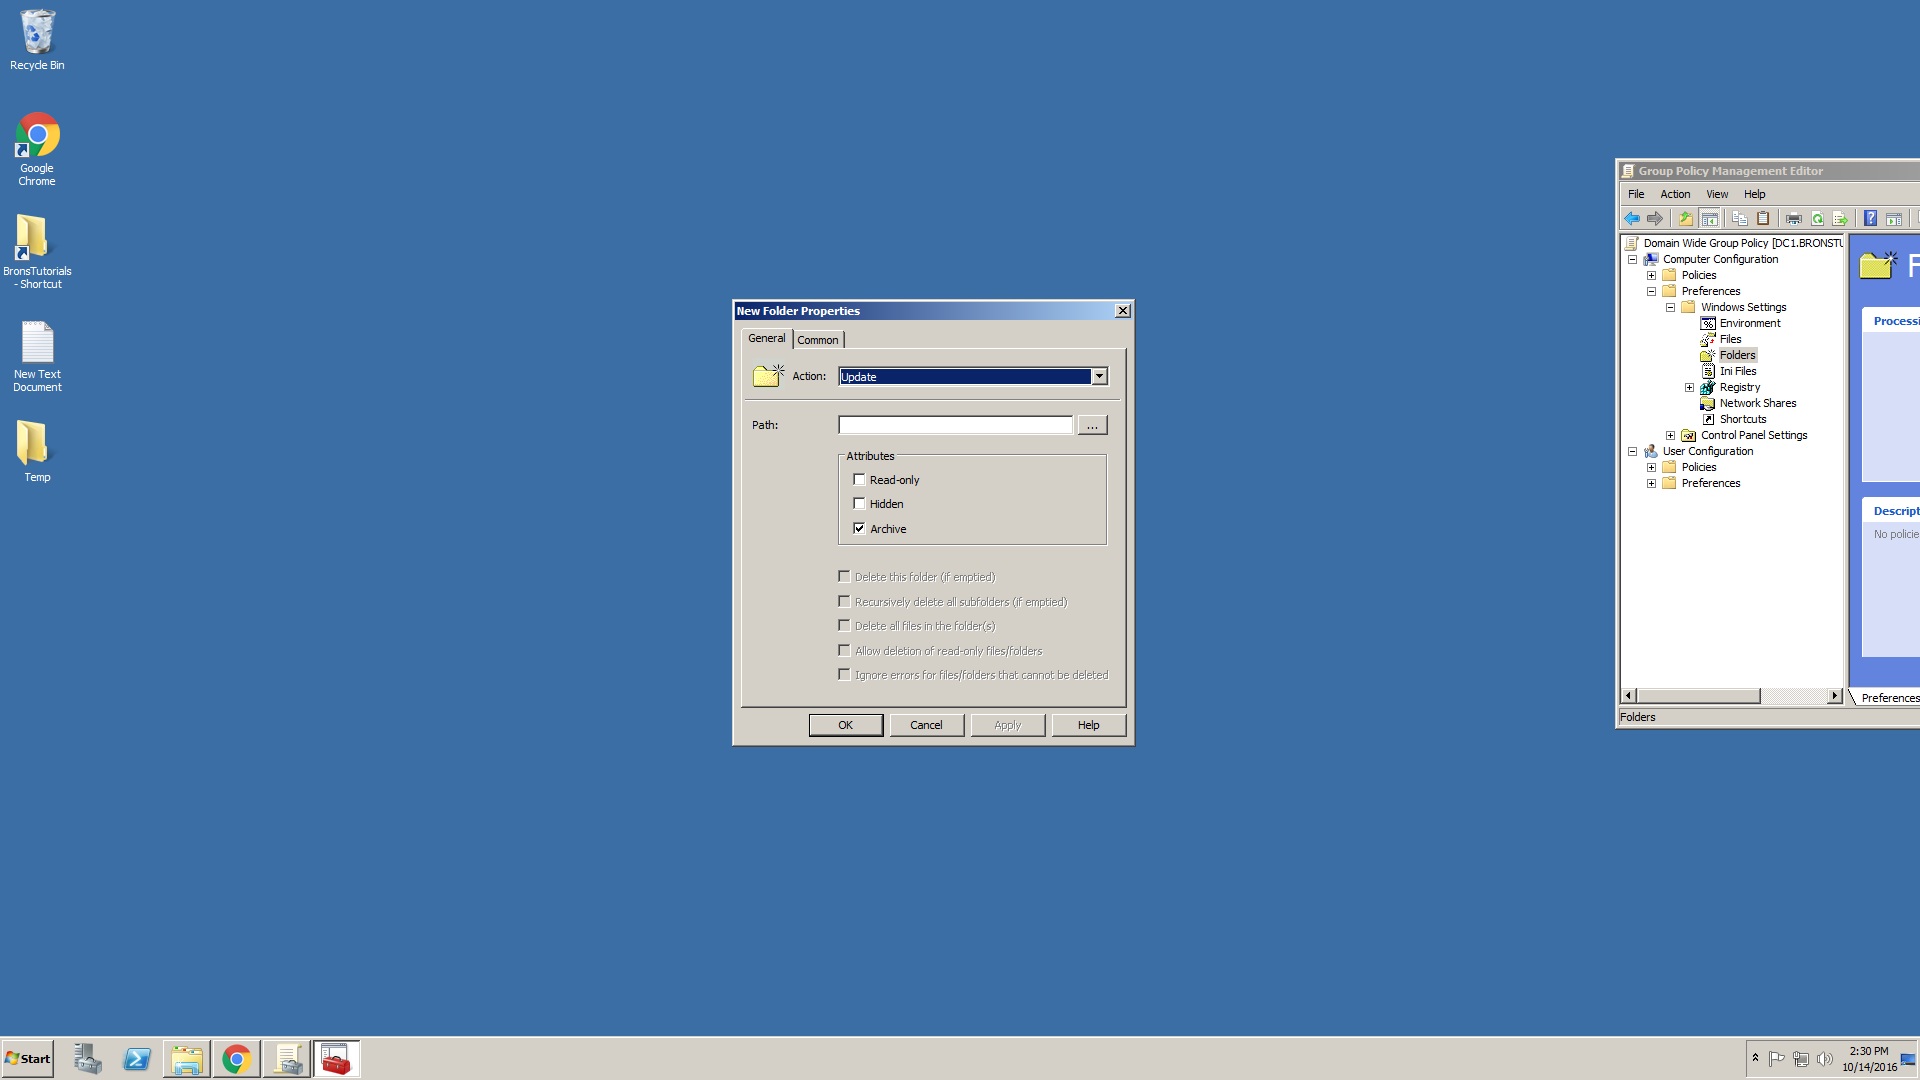 Recycle Bin
Google
Chrome
BronsTutorials
- Shortcut
New Text
Document
Temp
New Folder Properties
General
Common
Action:
Update
Path:
...
Attributes
Read-only
Hidden
Archive
Delete this folder (if emptied)
Recursively delete all subfolders (if emptied)
Delete all files in the folder(s)
Allow deletion of read-only files/folders
Ignore errors for files/folders that cannot be deleted
OK
Cancel
Apply
Help
Group Policy Management Editor
File Action View Help
Domain Wide Group Policy [DC1.BRONSTU
Computer Configuration
Policies
Preferences
Windows Settings
Environment
Files
Folders
Ini Files
Registry
Network Shares
Shortcuts
Control Panel Settings
User Configuration
Policies
Preferences
F
Processi
Descript
No policie
Preferences
Folders
Start
2:30 PM
10/14/2016